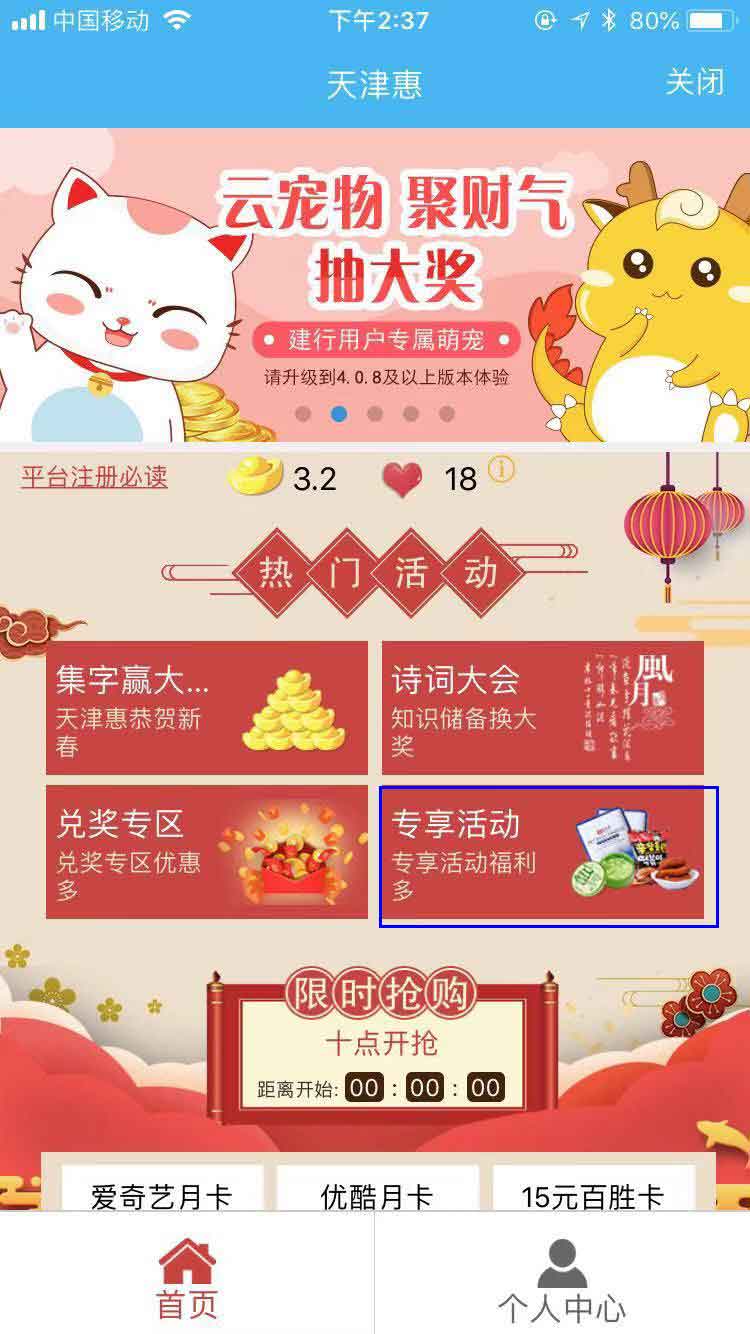 中国移动
下午2:37
80%
天津惠
关闭
云宠物 聚财气
抽大奖
建行用户专属萌宠
请升级到4.0.8及以上版本体验
平台注册必读
3.2
18
热门活动
集字赢大...
天津惠恭贺新
春
诗词大会
知识储备换大
奖
風月
兑奖专区
兑奖专区优惠
多
专享活动
专享活动福利
多
限时抢购
十点开抢
距离开始: 00 : 00 : 00
爱奇艺月卡
优酷月卡
15元百胜卡
首页
个人中心